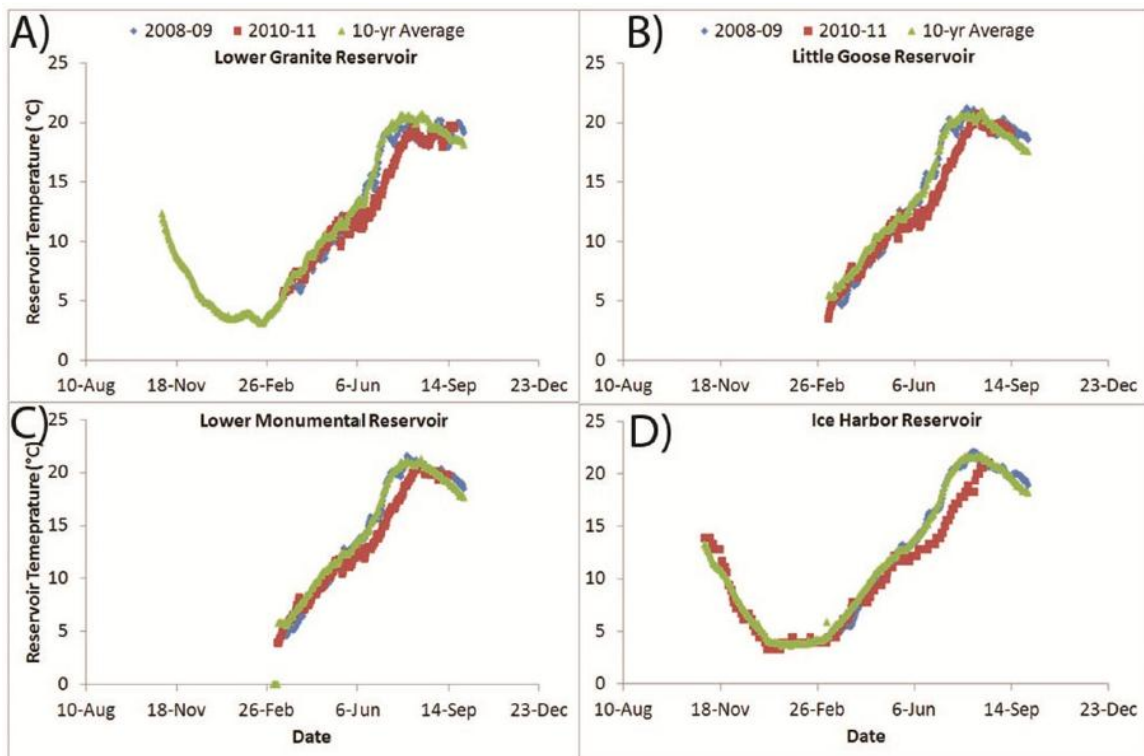 A)
2008-09 2010-11 10-yr Average
Lower Granite Reservoir
Reservoir Temperature ( °C)
25
20
15
10
5
0
10-Aug 18-Nov 26-Feb 6-Jun 14-Sep 23-Dec
B)
2008-09 2010-11 10-yr Average
Little Goose Reservoir
25
20
15
10
5
0
10-Aug 18-Nov 26-Feb 6-Jun 14-Sep 23-Dec
C)
Lower Monumental Reservoir
Reservoir Temeprature (°C)
25
20
15
10
5
0
10-Aug 18-Nov 26-Feb 6-Jun 14-Sep 23-Dec
Date
D)
Ice Harbor Reservoir
25
20
15
10
5
0
10-Aug 18-Nov 26-Feb 6-Jun 14-Sep 23-Dec
Date